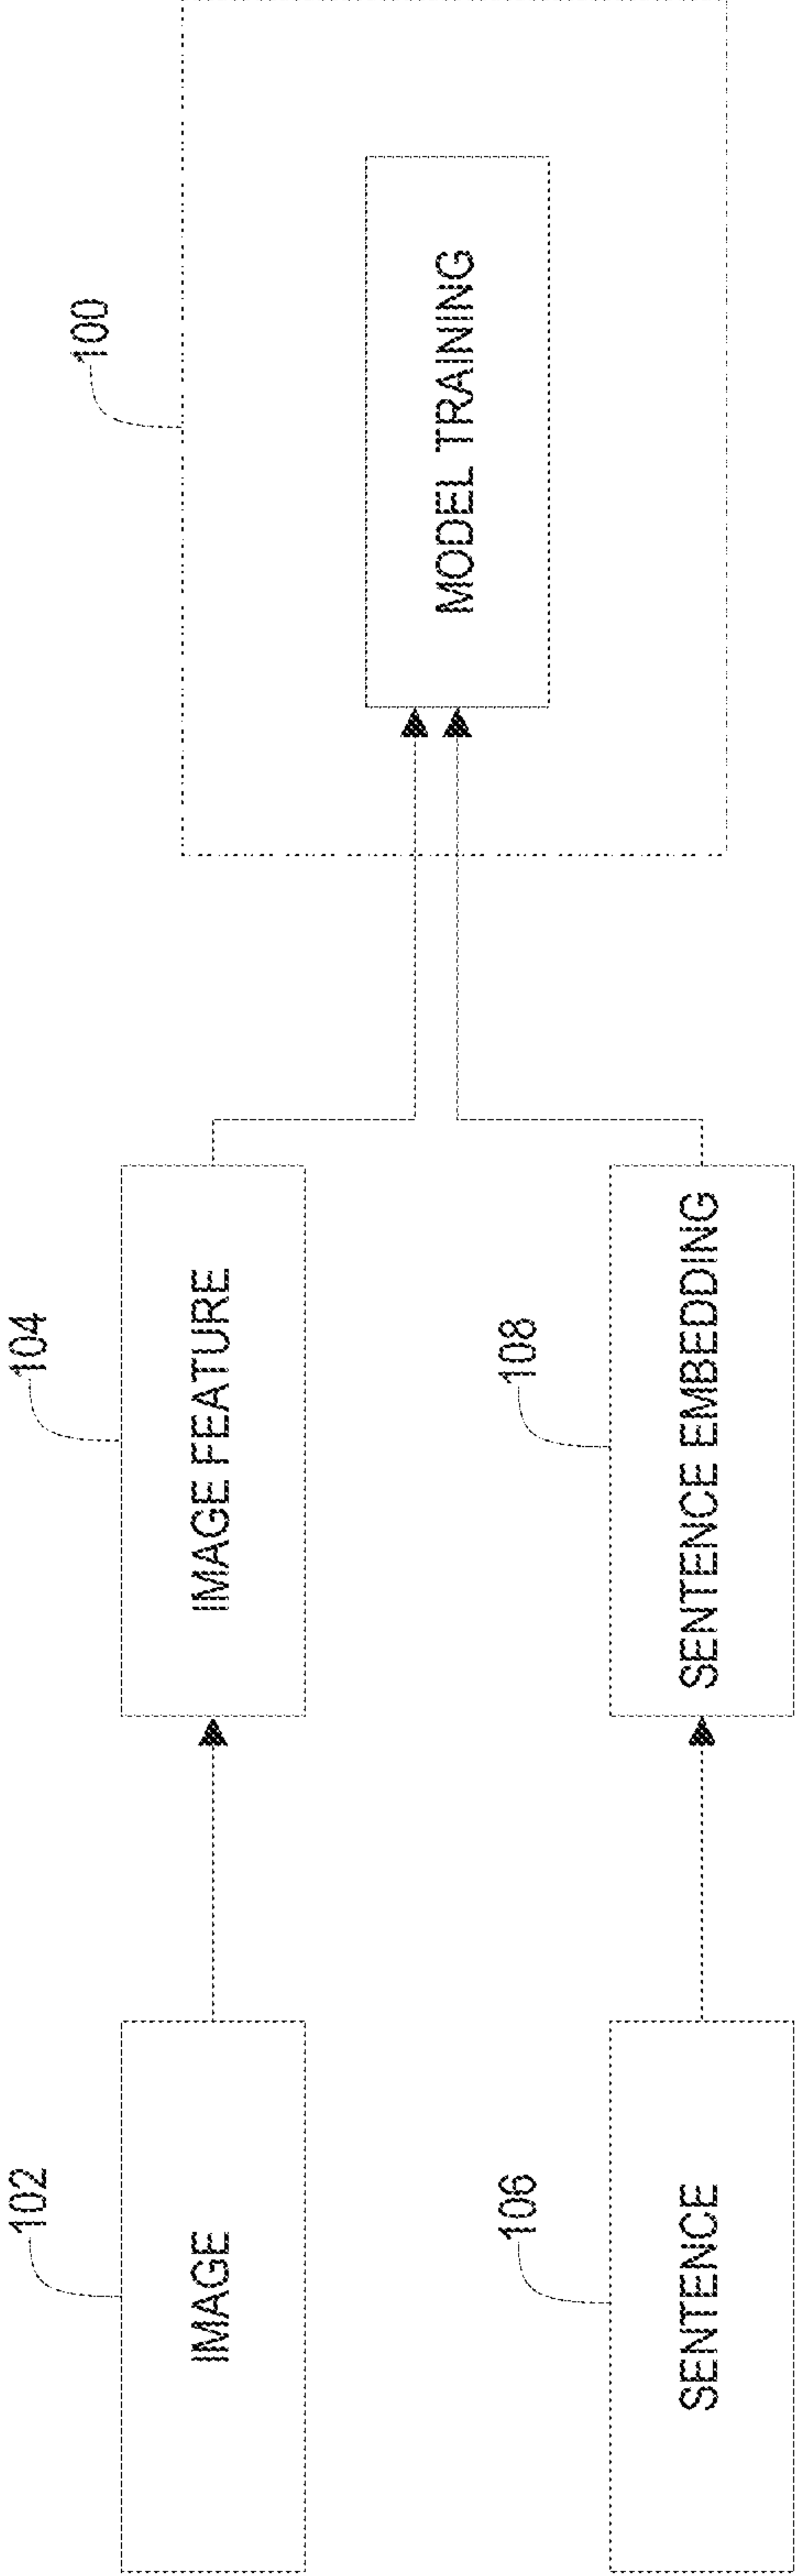 102
IMAGE
104
IMAGE FEATURE
100
MODEL TRAINING
106
SENTENCE
108
SENTENCE EMBEDDING